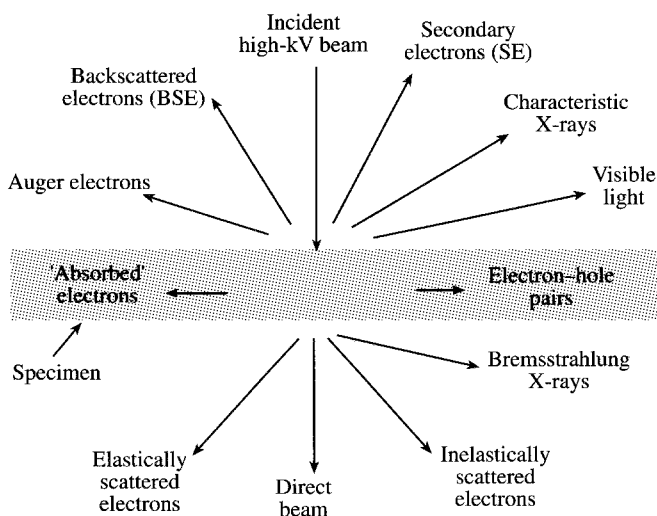 Incident
high-kV beam
Secondary
electrons (SE)
Backscattered
electrons (BSE)
Characteristic
X-rays
Auger electrons
Visible
light
'Absorbed'
electrons
Electron–hole
pairs
Specimen
Bremsstrahlung
X-rays
Elastically
scattered
electrons
Direct
beam
Inelastically
scattered
electrons